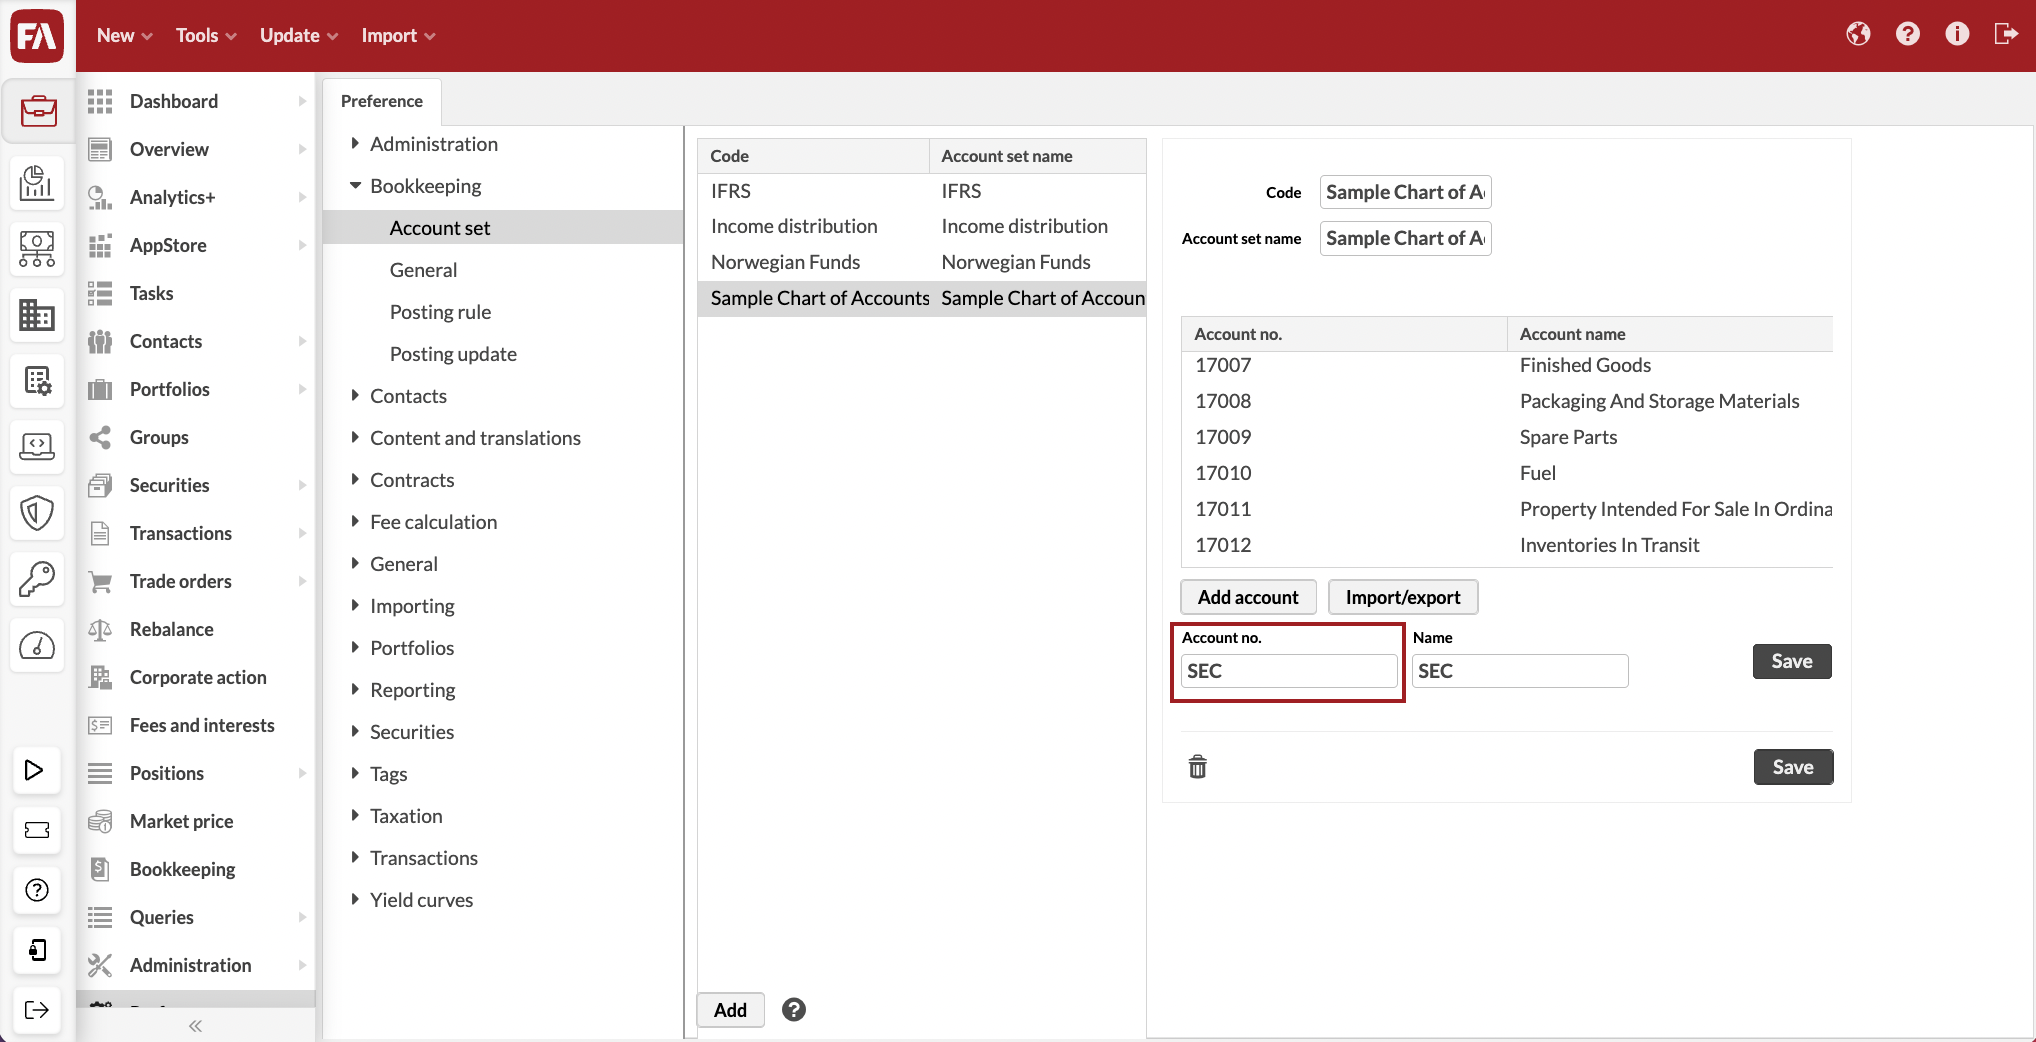 FA
New
Tools
Update
Import
Dashboard
Overview
Analytics+
AppStore
Tasks
Contacts
Portfolios
Groups
Securities
Transactions
Trade orders
Rebalance
Corporate action
Fees and interests
Positions
Market price
Bookkeeping
Queries
Administration
Preference
Administration
Bookkeeping
Account set
General
Posting rule
Posting update
Contacts
Content and translations
Contracts
Fee calculation
General
Importing
Portfolios
Reporting
Securities
Tags
Taxation
Transactions
Yield curves
Code Account set name
IFRS IFRS
Income distribution Income distribution
Norwegian Funds Norwegian Funds
Sample Chart of Accounts Sample Chart of Accoun
Add
Code Sample Chart of A
Account set name Sample Chart of A
Account no. Account name
17007 Finished Goods
17008 Packaging And Storage Materials
17009 Spare Parts
17010 Fuel
17011 Property Intended For Sale In Ordina
17012 Inventories In Transit
Add account Import/export
Account no. Name
SEC SEC Save
Save